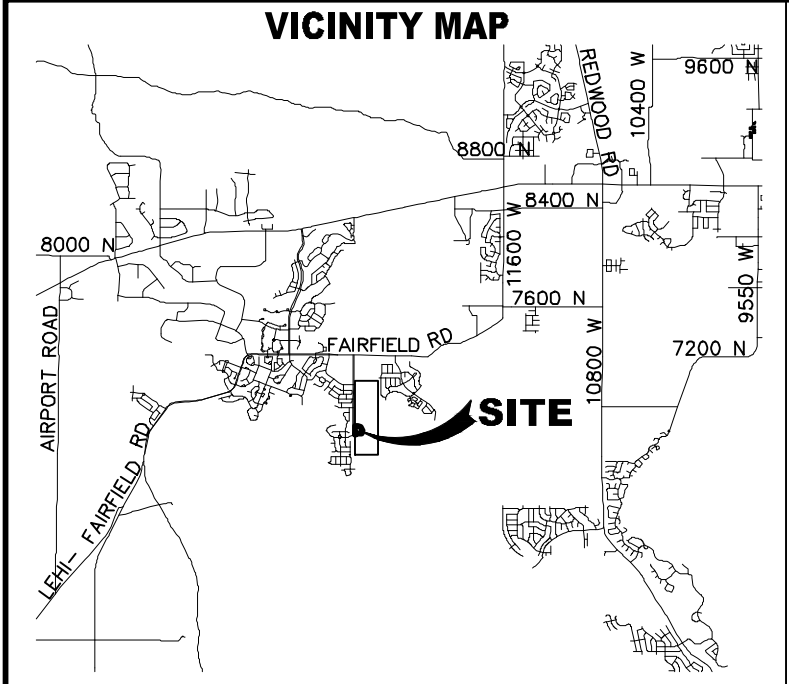 VICINITY MAP
REDWOOD RD
10400 W
9600 N
8800 N
8400 N
11600 W
8000 N
9550 W
7600 N
AIRPORT ROAD
FAIRFIELD RD
10800 W
7200 N
SITE
LEHI- FAIRFIELD RD